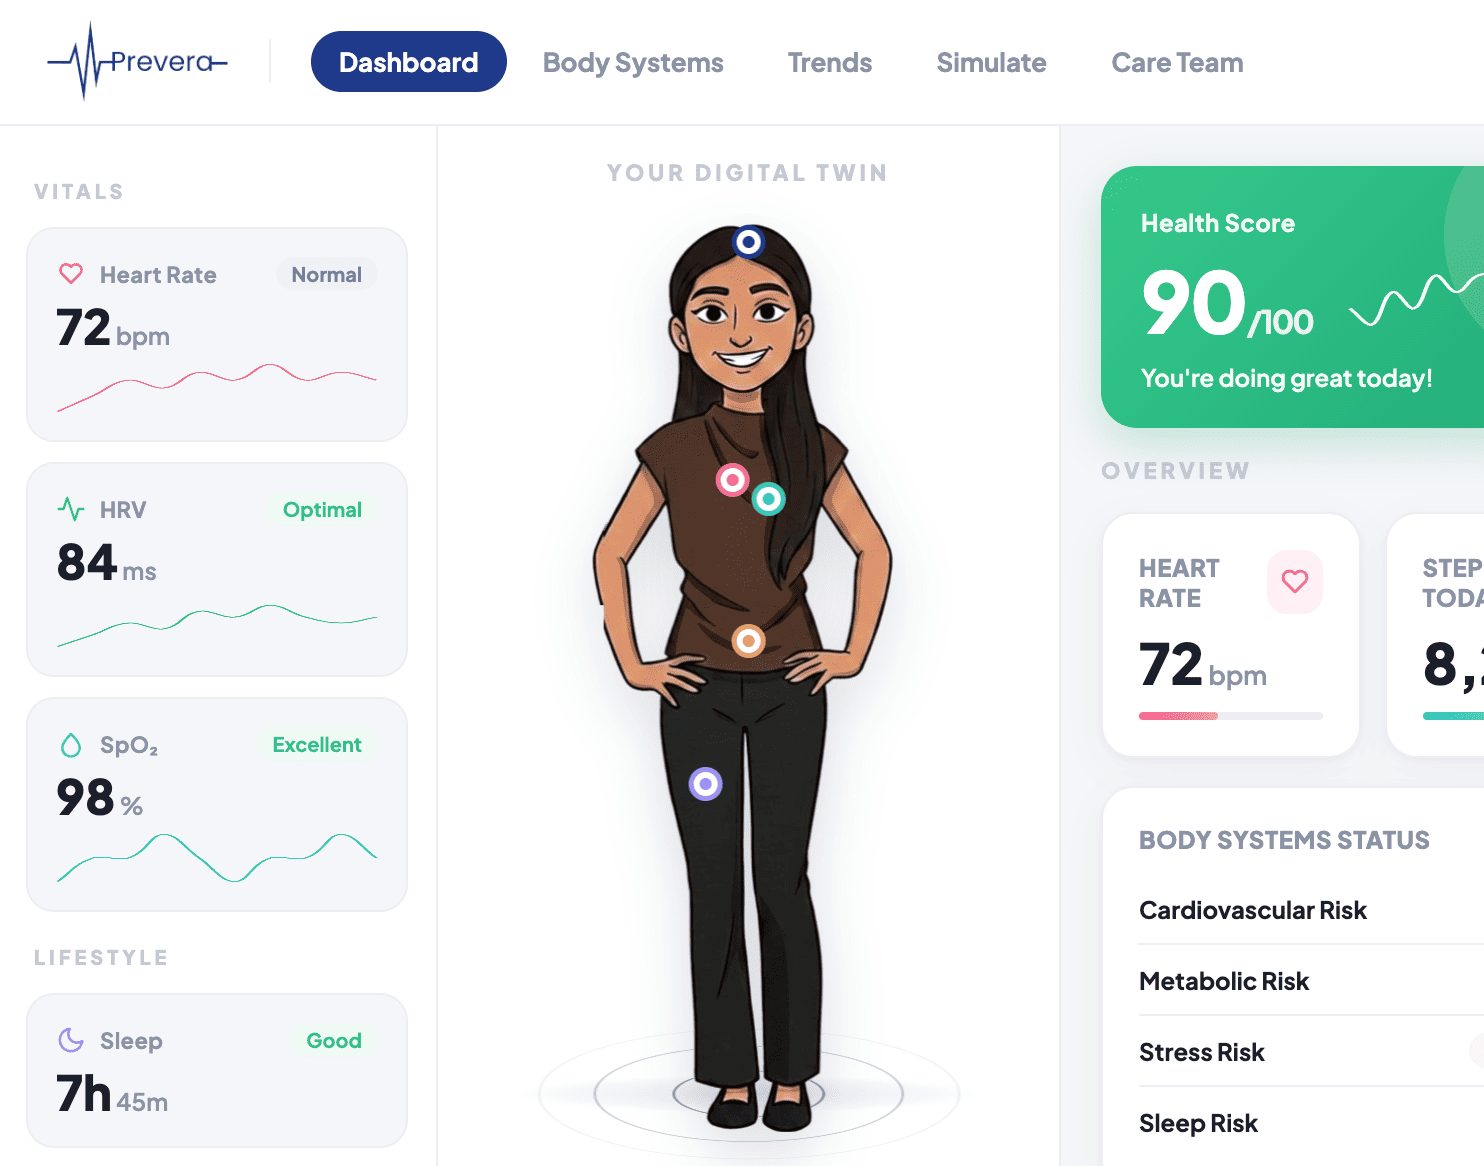 Prevera
Dashboard
Body Systems
Trends
Simulate
Care Team
VITALS
Heart Rate
Normal
72 bpm
HRV
Optimal
84 ms
SpO₂
Excellent
98 %
LIFESTYLE
Sleep
Good
7h 45m
YOUR DIGITAL TWIN
Health Score
90/100
You're doing great today!
OVERVIEW
HEART
RATE
72 bpm
BODY SYSTEMS STATUS
Cardiovascular Risk
Metabolic Risk
Stress Risk
Sleep Risk